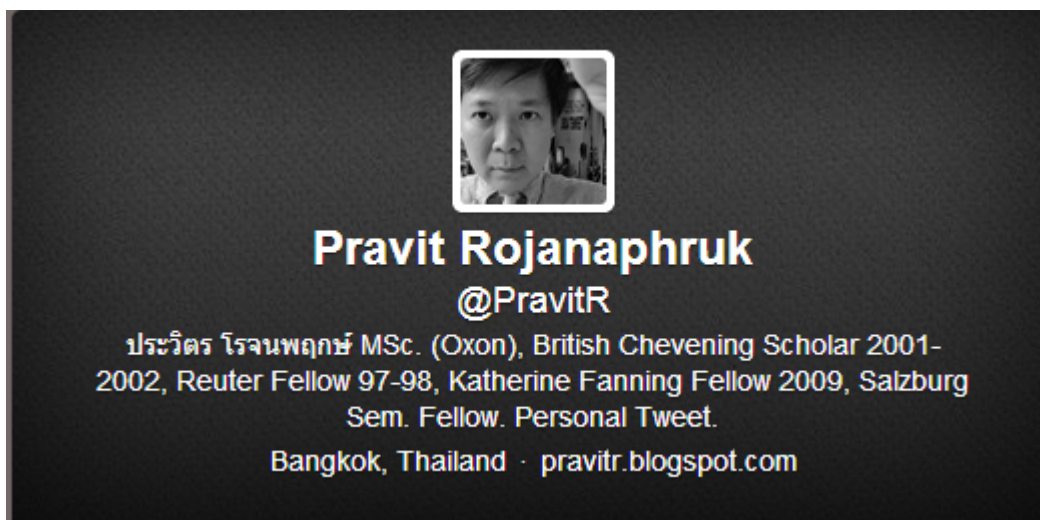 Pravit Rojanaphruk
@PravitR
ประวิตร โรจนพฤกษ์ MSc. (Oxon), British Chevening Scholar 2001-
2002, Reuter Fellow 97-98, Katherine Fanning Fellow 2009, Salzburg
Sem. Fellow. Personal Tweet.
Bangkok, Thailand · pravitr.blogspot.com